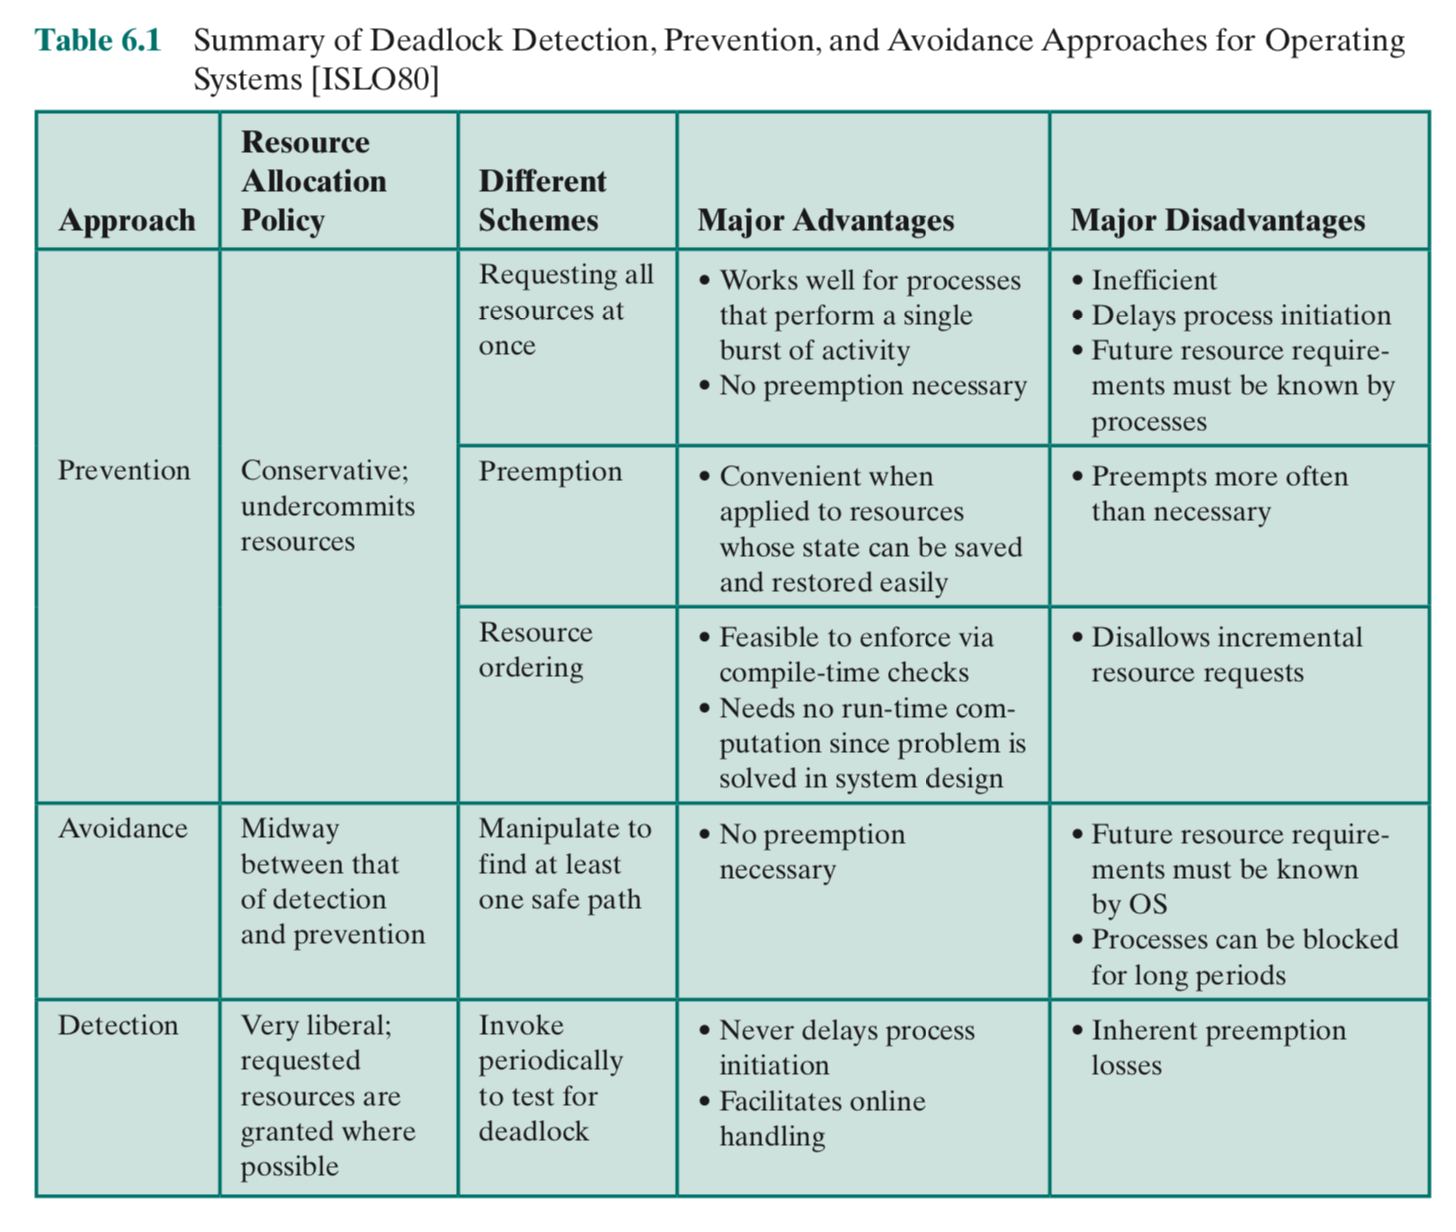 Table 6.1 Summary of Deadlock Detection, Prevention, and Avoidance Approaches for Operating
Systems [ISLO80]
Approach
Resource
Allocation
Policy
Different
Schemes
Major Advantages
Major Disadvantages
Prevention
Conservative;
undercommits
resources
Requesting all
resources at
once
• Works well for processes
that perform a single
burst of activity
• No preemption necessary
• Inefficient
• Delays process initiation
• Future resource require-
ments must be known by
processes
Preemption
• Convenient when
applied to resources
whose state can be saved
and restored easily
• Preempts more often
than necessary
Resource
ordering
• Feasible to enforce via
compile-time checks
• Needs no run-time com-
putation since problem is
solved in system design
• Disallows incremental
resource requests
Avoidance
Midway
between that
of detection
and prevention
Manipulate to
find at least
one safe path
• No preemption
necessary
• Future resource require-
ments must be known
by OS
• Processes can be blocked
for long periods
Detection
Very liberal;
requested
resources are
granted where
possible
Invoke
periodically
to test for
deadlock
• Never delays process
initiation
• Facilitates online
handling
• Inherent preemption
losses